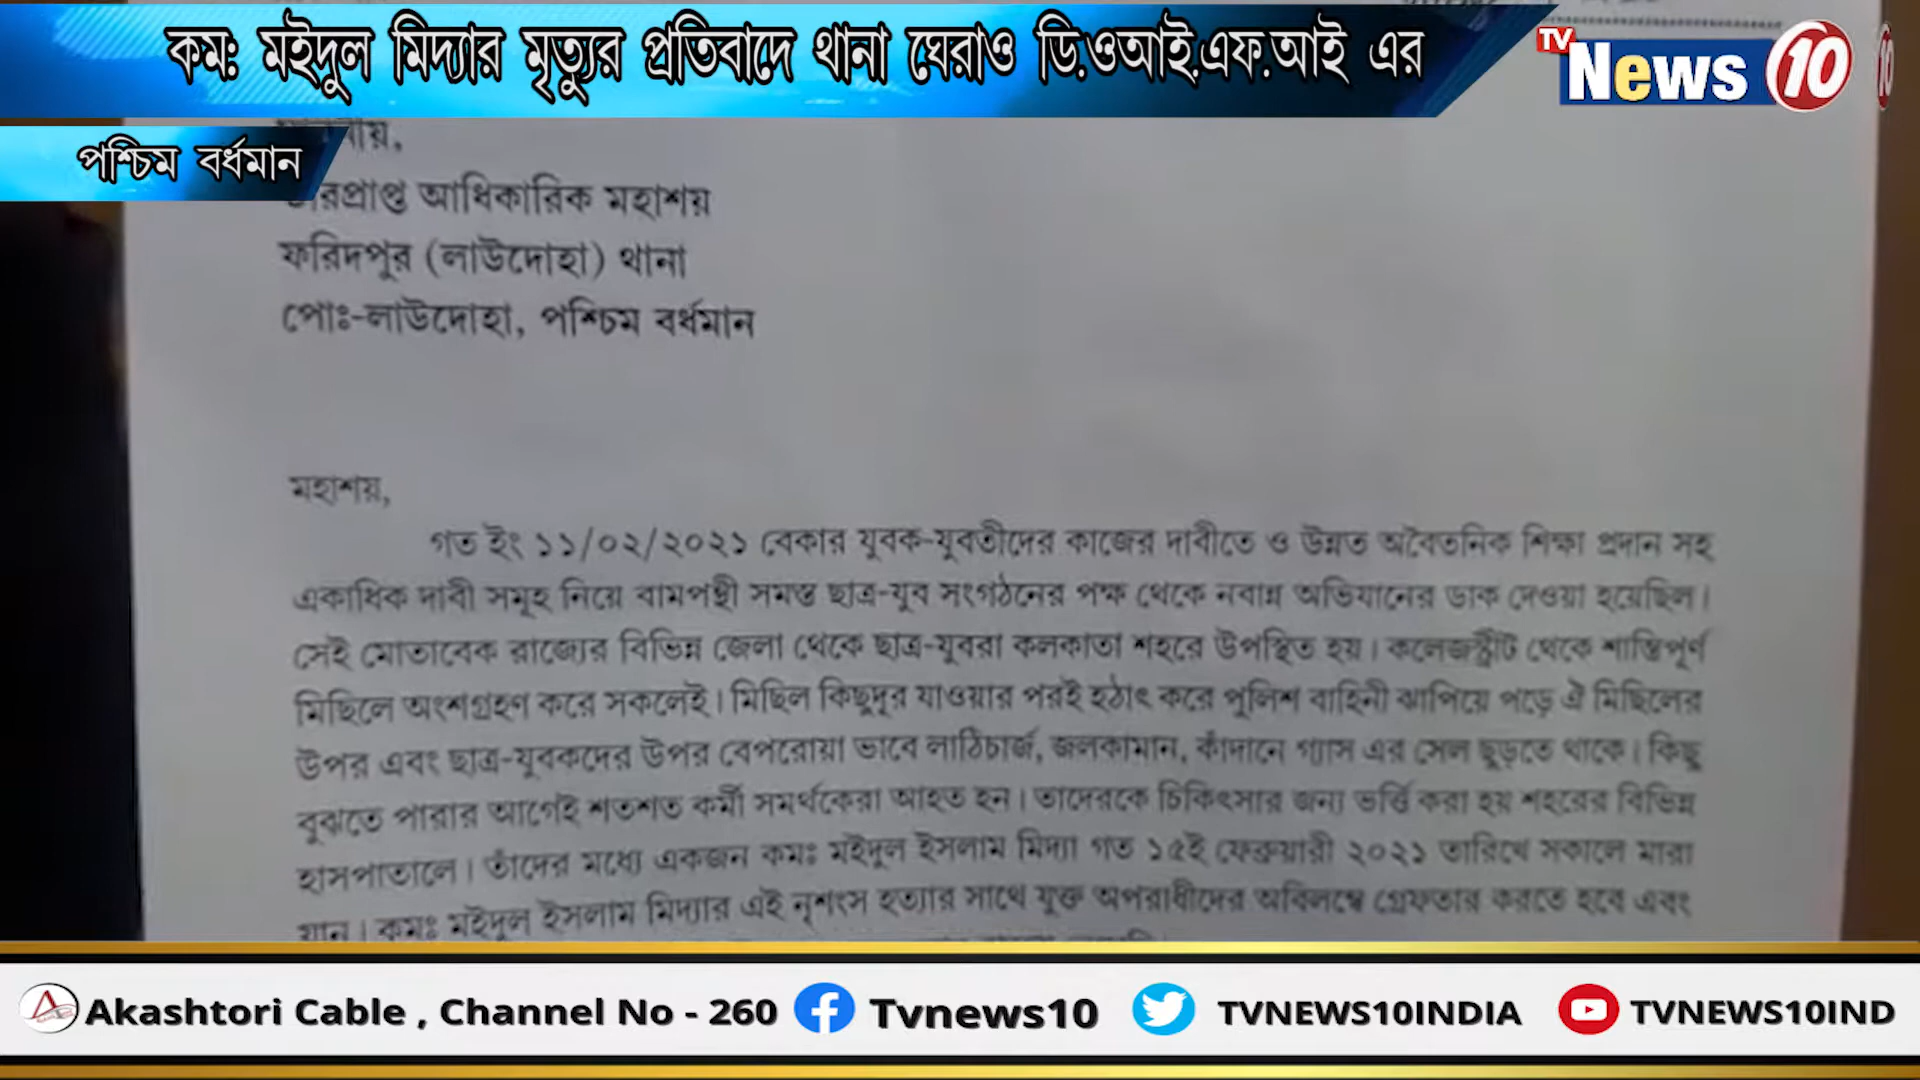 কম: মইদুল মিদ্যার মৃত্যুর প্রতিবাদে থানা ঘেরাও ডি.ওআই.এফ.আই এর
TV News 10
পশ্চিম বর্ধমান
আধিকারিক মহাশয়
ফরিদপুর (লাউদোহা) থানা
পোঃ-লাউদোহা, পশ্চিম বর্ধমান
মহাশয়,
গত ইং ১১/০২/২০২১ বেকার যুবক-যুবতীদের কাজের দাবীতে ও উন্নত অবৈতনিক শিক্ষা প্রদান সহ
একাধিক দাবী সমূহ নিয়ে বামপন্থী সমস্ত ছাত্র-যুব সংগঠনের পক্ষ থেকে নবান্ন অভিযানের ডাক দেওয়া হয়েছিল।
সেই মোতাবেক রাজ্যের বিভিন্ন জেলা থেকে ছাত্র-যুবরা কলকাতা শহরে উপস্থিত হয়। কলেজস্ট্রীট থেকে শান্তিপূর্ণ
মিছিলে অংশগ্রহণ করে সকলেই। মিছিল কিছুদূর যাওয়ার পরই হঠাৎ করে পুলিশ বাহিনী ঝাপিয়ে পড়ে ঐ মিছিলের
উপর এবং ছাত্র-যুবকদের উপর বেপরোয়া ভাবে লাঠিচার্জ, জলকামান, কাঁদানে গ্যাস এর সেল ছুড়তে থাকে। কিছু
বুঝতে পারার আগেই শতশত কর্মী সমর্থকেরা আহত হন। তাদেরকে চিকিৎসার জন্য ভর্ত্তি করা হয় শহরের বিভিন্ন
হাসপাতালে। তাঁদের মধ্যে একজন কমঃ মইদুল ইসলাম মিদ্যা গত ১৫ই ফেব্রুয়ারী ২০২১ তারিখে সকালে মারা
যান। কমঃ মইদুল ইসলাম মিদ্যার এই নৃশংস হত্যার সাথে যুক্ত অপরাধীদের অবিলম্বে গ্রেফতার করতে হবে এবং
Akashtori Cable , Channel No - 260 Tvnews10 TVNEWS10INDIA TVNEWS10IND